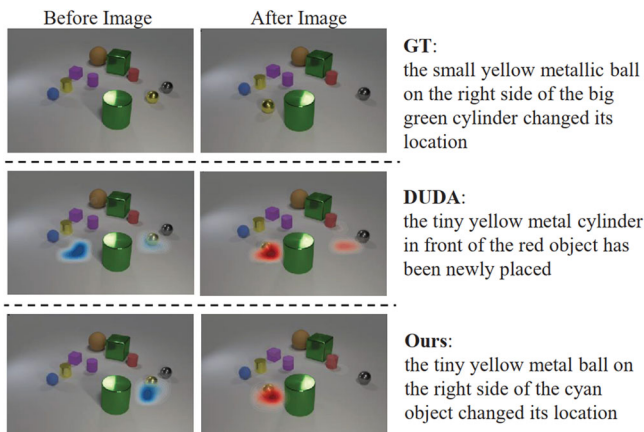 Before Image
After Image
GT:
the small yellow metallic ball
on the right side of the big
green cylinder changed its
location
DUDA:
the tiny yellow metal cylinder
in front of the red object has
been newly placed
Ours:
the tiny yellow metal ball on
the right side of the cyan
object changed its location